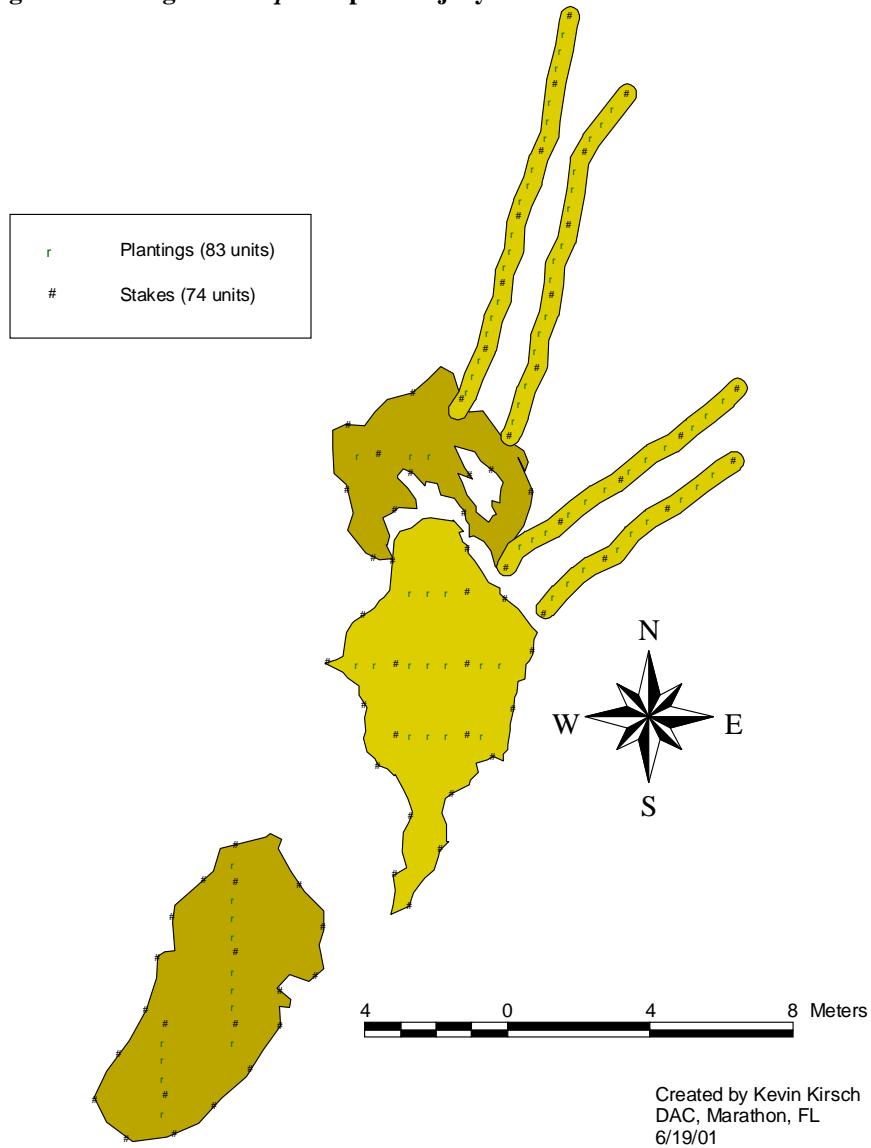 r Plantings (83 units)
# Stakes (74 units)
N
W E
S
4 0 4 8 Meters
Created by Kevin Kirsch
DAC, Marathon, FL
6/19/01